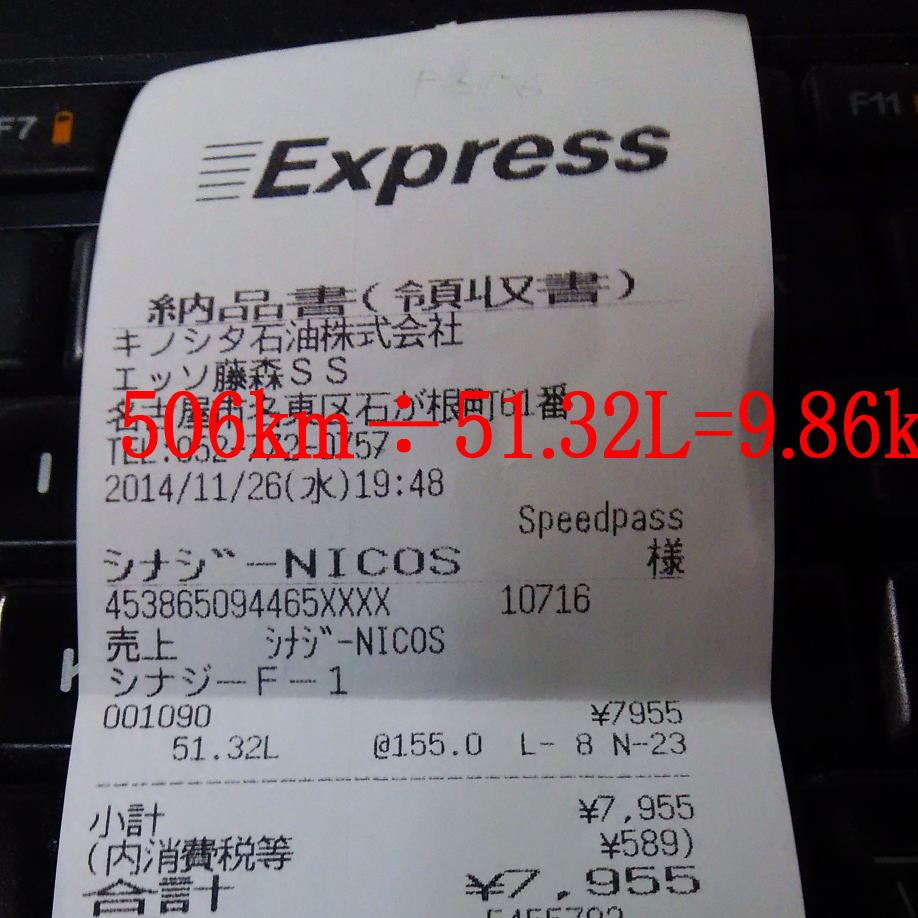 F7
F11
Express
納品書(領収書)
キノシタ石油株式会社
エッソ藤森SS
506km÷51.32L=9.86k
2014/11/26(水)19:48
Speedpass
シナジーNICOS 様
453865094465XXXX 10716
売上 シナジーNICOS
シナジーF-1
001090 ¥7955
51.32L @155.0 L- 8 N-23
小計 ¥7,955
(内消費税等 ¥589)
合計 ¥7,955